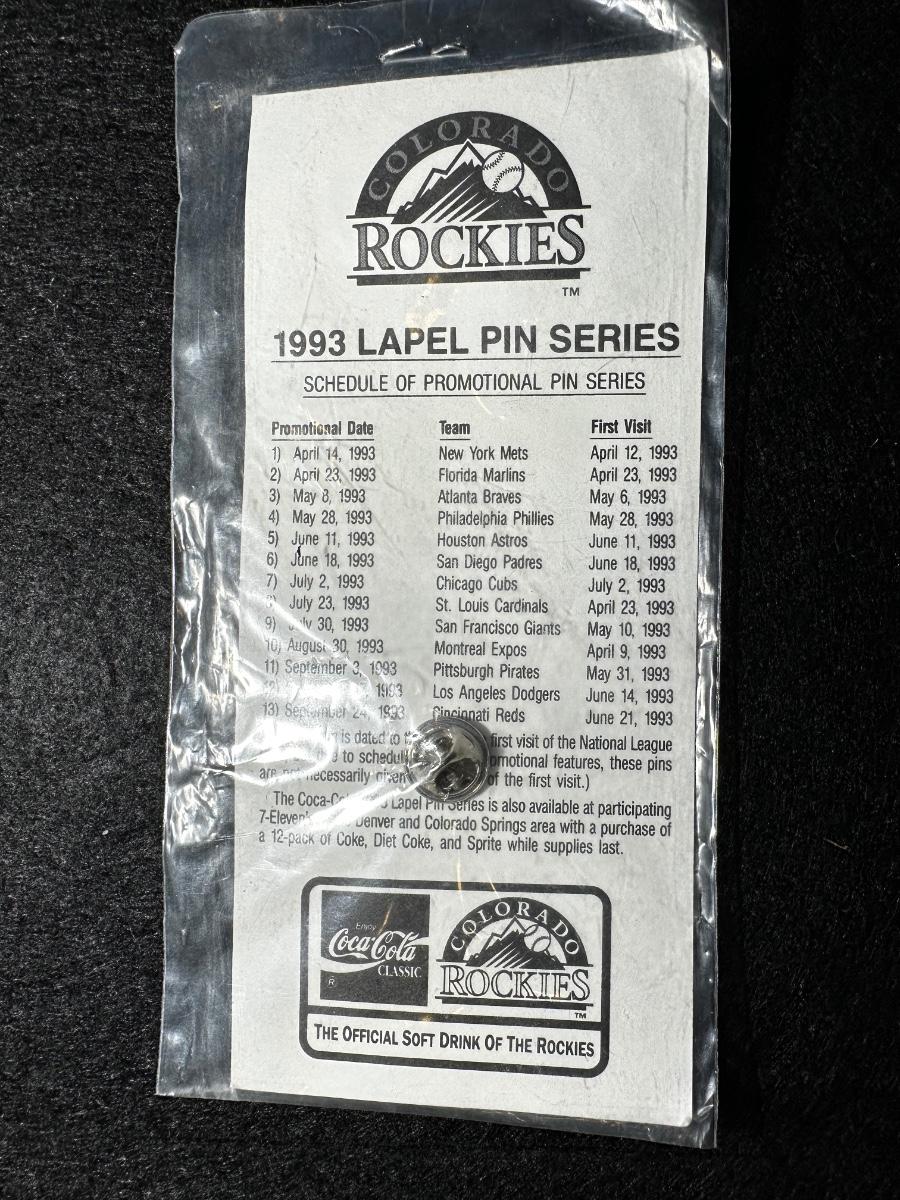 COLORADO
ROCKIES
TM
1993 LAPEL PIN SERIES
SCHEDULE OF PROMOTIONAL PIN SERIES
Promotional Date Team First Visit
1) April 14, 1993 New York Mets April 12, 1993
2) April 23, 1993 Florida Marlins April 23, 1993
3) May 8, 1993 Atlanta Braves May 6, 1993
4) May 28, 1993 Philadelphia Phillies May 28, 1993
5) June 11, 1993 Houston Astros June 11, 1993
6) June 18, 1993 San Diego Padres June 18, 1993
7) July 2, 1993 Chicago Cubs July 2, 1993
July 23, 1993 St. Louis Cardinals April 23, 1993
9) July 30, 1993 San Francisco Giants May 10, 1993
10) August 30, 1993 Montreal Expos April 9, 1993
11) September 3, 1993 Pittsburgh Pirates May 31, 1993
1993 Los Angeles Dodgers June 14, 1993
13) September 24, 1993 Cincinnati Reds June 21, 1993
is dated to first visit of the National League
to these pins
are not necessarily given of the first visit.)
The Lapel Pin Series is also available at participating
Denver and Colorado Springs area with a purchase of
a 12-pack of Coke, Diet Coke, and Sprite while supplies last.
Enjoy
Coca-Cola
CLASSIC
R
COLORADO
ROCKIES
TM
THE OFFICIAL SOFT DRINK OF THE ROCKIES